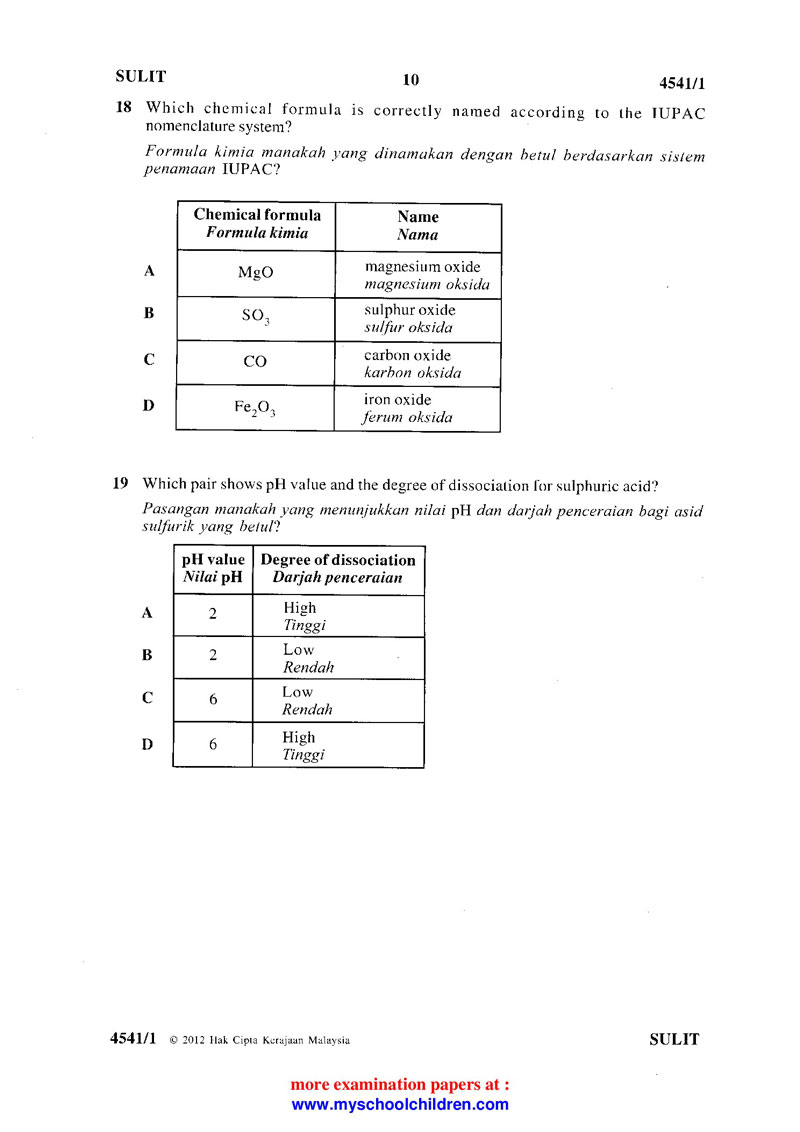 SULIT 10 4541/1
18 Which chemical formula is correctly named according to the IUPAC
nomenclature system?
Formula kimia manakah yang dinamakan dengan betul berdasarkan sistem
penamaan IUPAC?
Chemical formula Name
Formula kimia Nama
A MgO magnesium oxide
magnesium oksida
B SO₃ sulphur oxide
sulfur oksida
C CO carbon oxide
karbon oksida
D Fe₂O₃ iron oxide
ferum oksida
19 Which pair shows pH value and the degree of dissociation for sulphuric acid?
Pasangan manakah yang menunjukkan nilai pH dan darjah penceraian bagi asid
sulfurik yang betul?
pH value Degree of dissociation
Nilai pH Darjah penceraian
A 2 High
Tinggi
B 2 Low
Rendah
C 6 Low
Rendah
D 6 High
Tinggi
4541/1 © 2012 Hak Cipta Kerajaan Malaysia SULIT
more examination papers at :
www.myschoolchildren.com